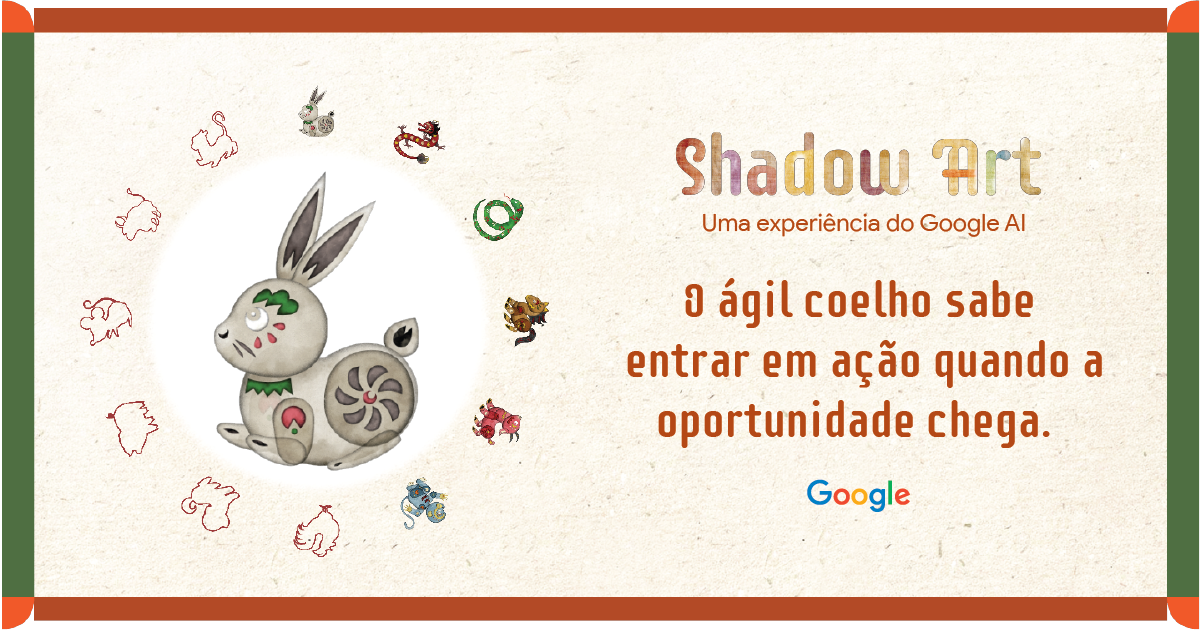 Shadow Art
Uma experiência do Google AI
O ágil coelho sabe
entrar em ação quando a
oportunidade chega.
Google